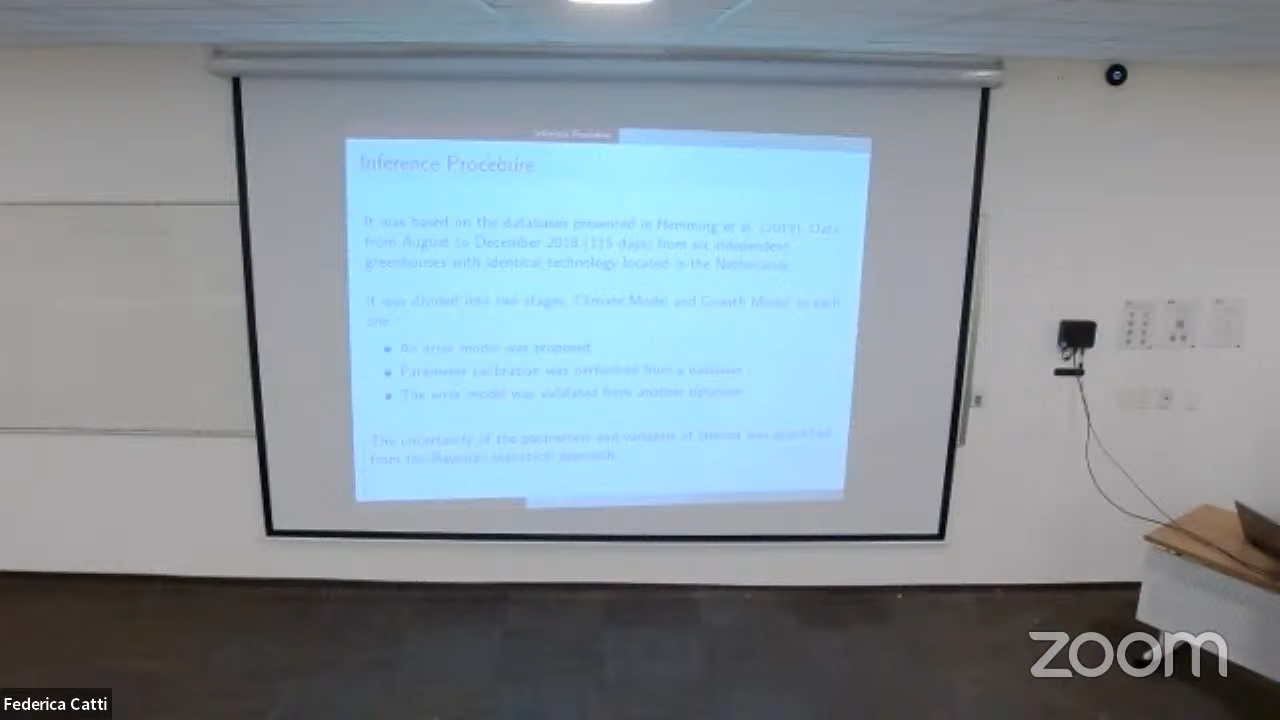 Inference Procedure
Inference Procedure
It was based on the databases presented in Hemming et al. (2019). Data
from August to December 2018 (115 days) from six independent
greenhouses with identical technology located in the Netherlands.
It was divided into two stages, Climate Model and Growth Model to each
one:
An error model was proposed.
Parameter calibration was performed from a database.
The error model was validated from another database.
The uncertainty of the parameters and variables of interest was quantified
from the Bayesian statistical approach.
zoom
Federica Catti